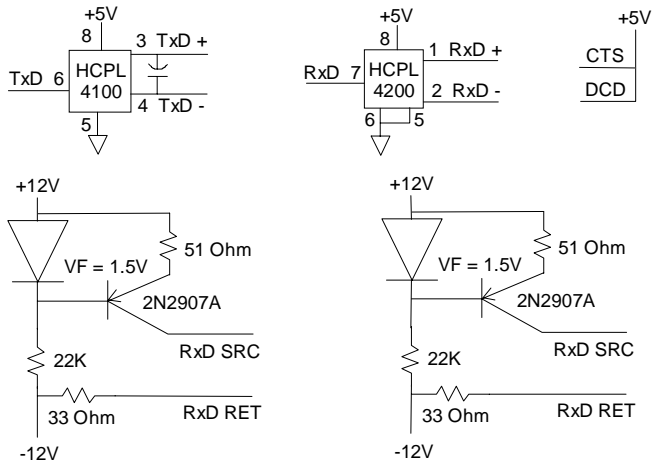 +5V
8
3 TxD +
HCPL
4100
TxD 6
4 TxD -
5
+5V
8
1 RxD +
HCPL
4200
RxD 7
2 RxD -
6 5
+5V
CTS
DCD
+12V
51 Ohm
VF = 1.5V
2N2907A
RxD SRC
22K
33 Ohm
RxD RET
-12V
+12V
51 Ohm
VF = 1.5V
2N2907A
RxD SRC
22K
33 Ohm
RxD RET
-12V